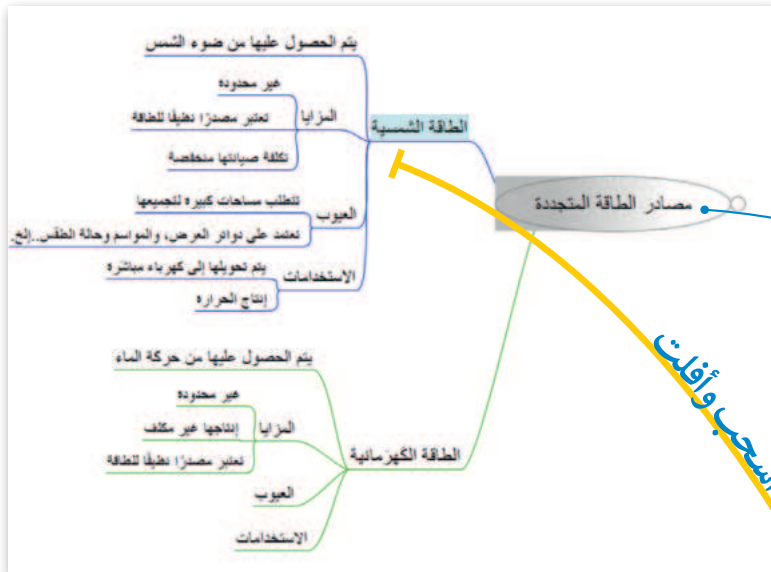 يتم الحصول عليها من ضوء الشمس
غير محدودة
المزايا
تعتبر مصدرًا نظيفًا للطاقة
الطاقة الشمسية
تكلفة صيانتها منخفضة
مصادر الطاقة المتجددة
تتطلب مساحات كبيرة لتجميعها
العيوب
تعتمد على دوائر العرض، والمواسم وحالة الطقس..إلخ.
يتم تحويلها إلى كهرباء مباشرة
الاستخدامات
إنتاج الحرارة
اسحب وأفلت
يتم الحصول عليها من حركة الماء
غير محدودة
المزايا
إنتاجها غير مكلف
الطاقة الكهرمائية
تعتبر مصدرًا نظيفًا للطاقة
العيوب
الاستخدامات